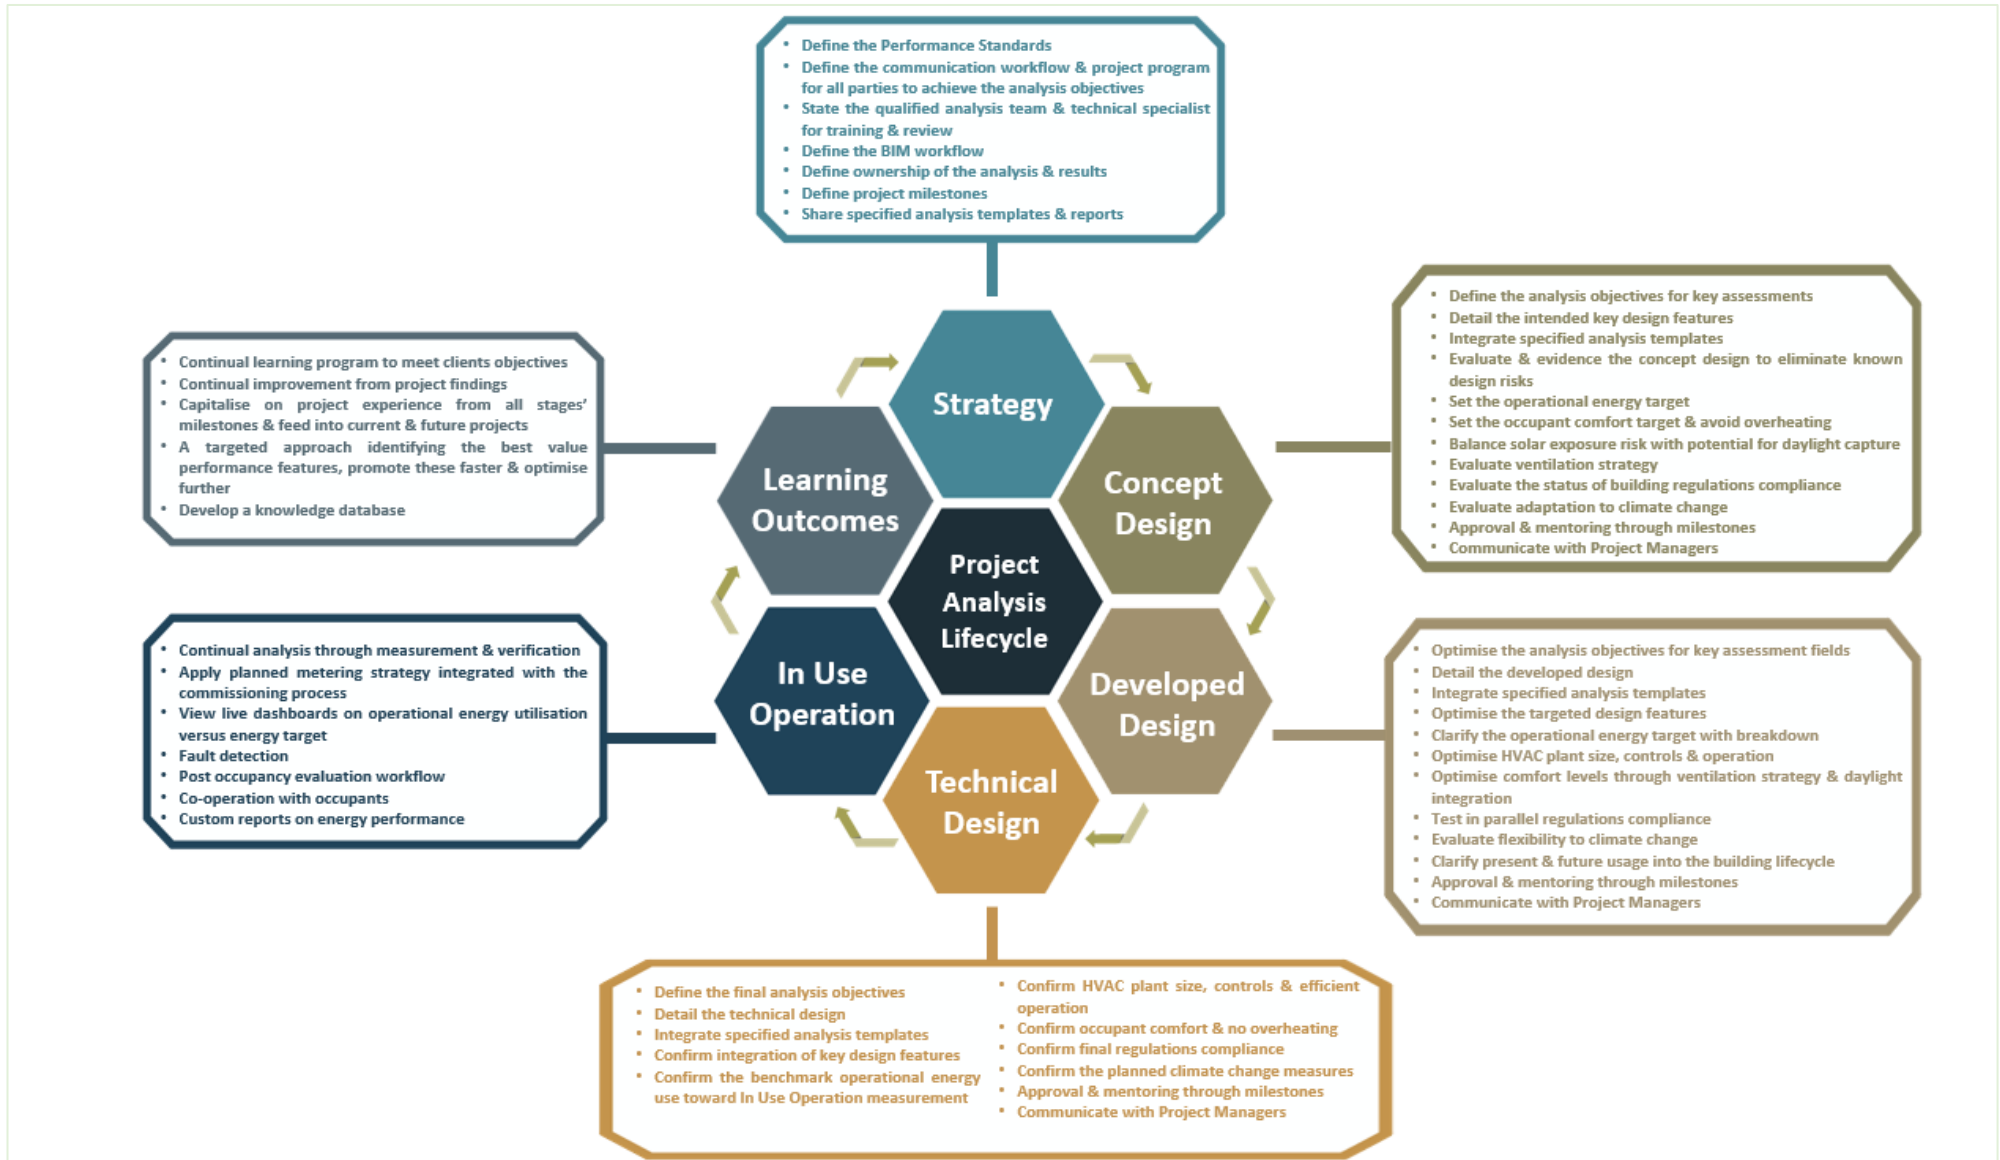 • Define the Performance Standards
• Define the communication workflow & project program
for all parties to achieve the analysis objectives
• State the qualified analysis team & technical specialist
for training & review
• Define the BIM workflow
• Define ownership of the analysis & results
• Define project milestones
• Share specified analysis templates & reports
Strategy
• Define the analysis objectives for key assessments
• Detail the intended key design features
• Integrate specified analysis templates
• Evaluate & evidence the concept design to eliminate known
design risks
• Set the operational energy target
• Set the occupant comfort target & avoid overheating
• Balance solar exposure risk with potential for daylight capture
• Evaluate ventilation strategy
• Evaluate the status of building regulations compliance
• Evaluate adaptation to climate change
• Approval & mentoring through milestones
• Communicate with Project Managers
Concept
Design
• Optimise the analysis objectives for key assessment fields
• Detail the developed design
• Integrate specified analysis templates
• Optimise the targeted design features
• Clarify the operational energy target with breakdown
• Optimise HVAC plant size, controls & operation
• Optimise comfort levels through ventilation strategy & daylight
integration
• Test in parallel regulations compliance
• Evaluate flexibility to climate change
• Clarify present & future usage into the building lifecycle
• Approval & mentoring through milestones
• Communicate with Project Managers
Developed
Design
Technical
Design
• Define the final analysis objectives
• Detail the technical design
• Integrate specified analysis templates
• Confirm integration of key design features
• Confirm the benchmark operational energy
use toward In Use Operation measurement
• Confirm HVAC plant size, controls & efficient
operation
• Confirm occupant comfort & no overheating
• Confirm final regulations compliance
• Confirm the planned climate change measures
• Approval & mentoring through milestones
• Communicate with Project Managers
In Use
Operation
• Continual analysis through measurement & verification
• Apply planned metering strategy integrated with the
commissioning process
• View live dashboards on operational energy utilisation
versus energy target
• Fault detection
• Post occupancy evaluation workflow
• Co-operation with occupants
• Custom reports on energy performance
Learning
Outcomes
• Continual learning program to meet clients objectives
• Continual improvement from project findings
• Capitalise on project experience from all stages’
milestones & feed into current & future projects
• A targeted approach identifying the best value
performance features, promote these faster & optimise
further
• Develop a knowledge database
Project
Analysis
Lifecycle